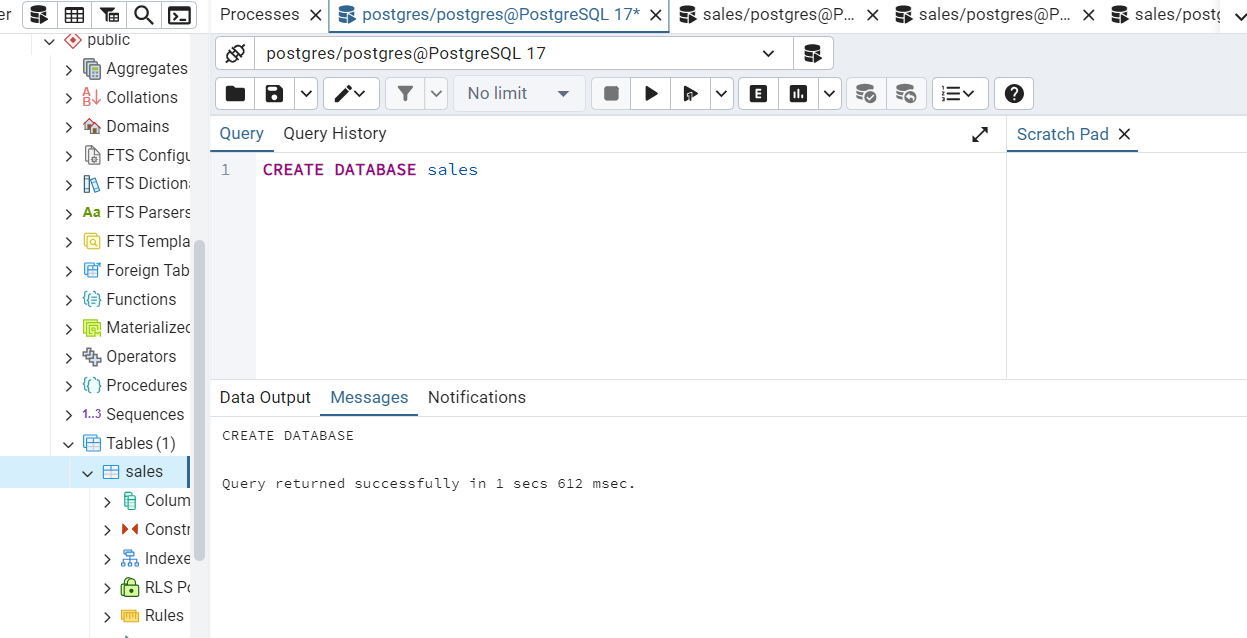 er
Processes
postgres/postgres@PostgreSQL 17*
sales/postgres@P...
sales/postgres@P...
sales/postg
public
Aggregates
Collations
Domains
FTS Configu
FTS Diction
FTS Parsers
FTS Templa
Foreign Tab
Functions
Materialized
Operators
Procedures
1..3 Sequences
Tables (1)
sales
Colum
Constr
Indexe
RLS Po
Rules
postgres/postgres@PostgreSQL 17
No limit
E
Query
Query History
Scratch Pad
1 CREATE DATABASE sales
Data Output
Messages
Notifications
CREATE DATABASE
Query returned successfully in 1 secs 612 msec.